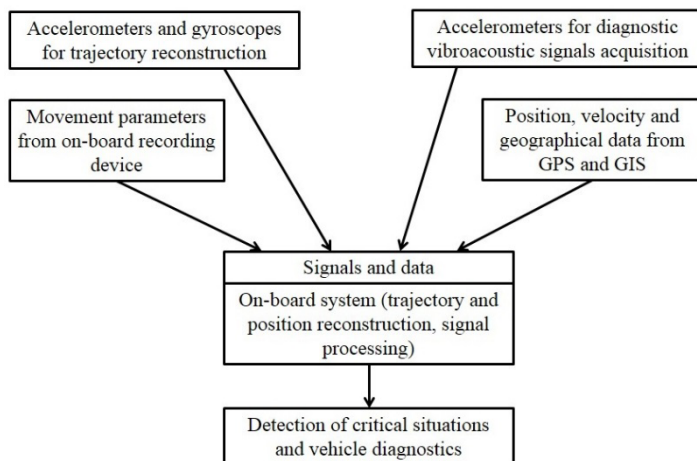 Accelerometers and gyroscopes
for trajectory reconstruction
Accelerometers for diagnostic
vibroacoustic signals acquisition
Movement parameters
from on-board recording
device
Position, velocity and
geographical data from
GPS and GIS
Signals and data
On-board system (trajectory and
position reconstruction, signal
processing)
Detection of critical situations
and vehicle diagnostics